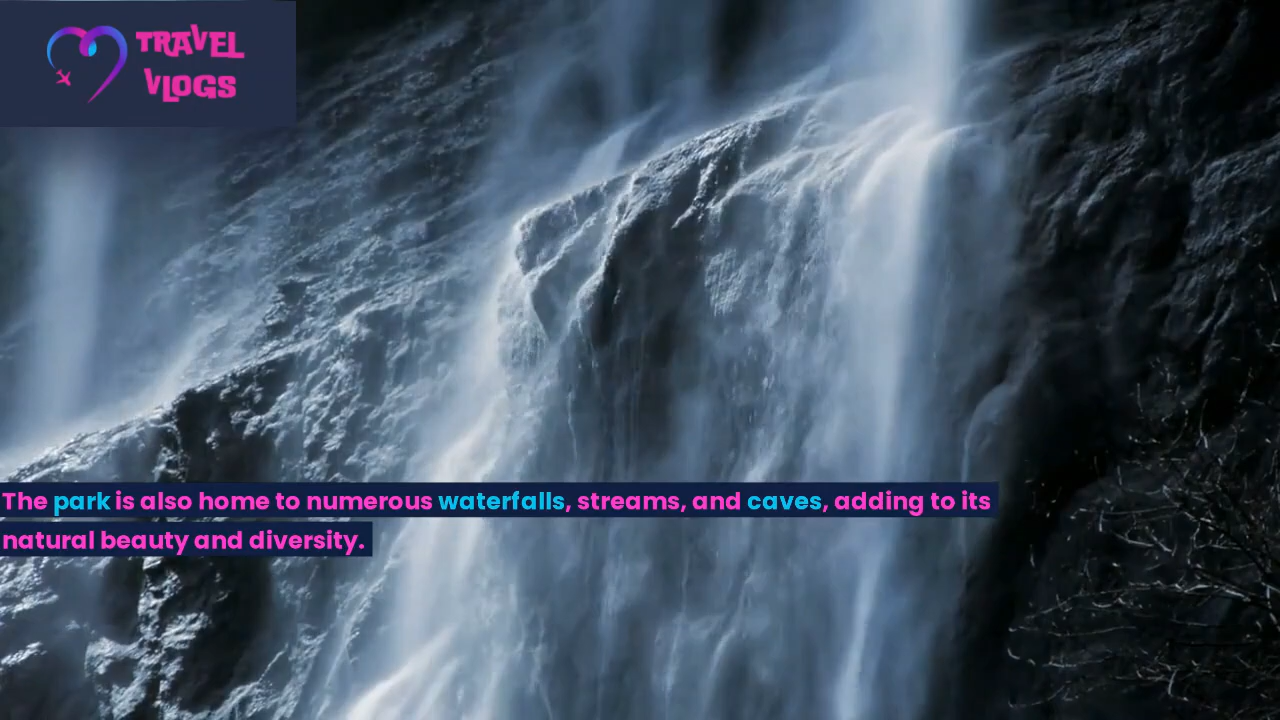 TRAVEL
VLOGS
The park is also home to numerous waterfalls, streams, and caves, adding to its
natural beauty and diversity.